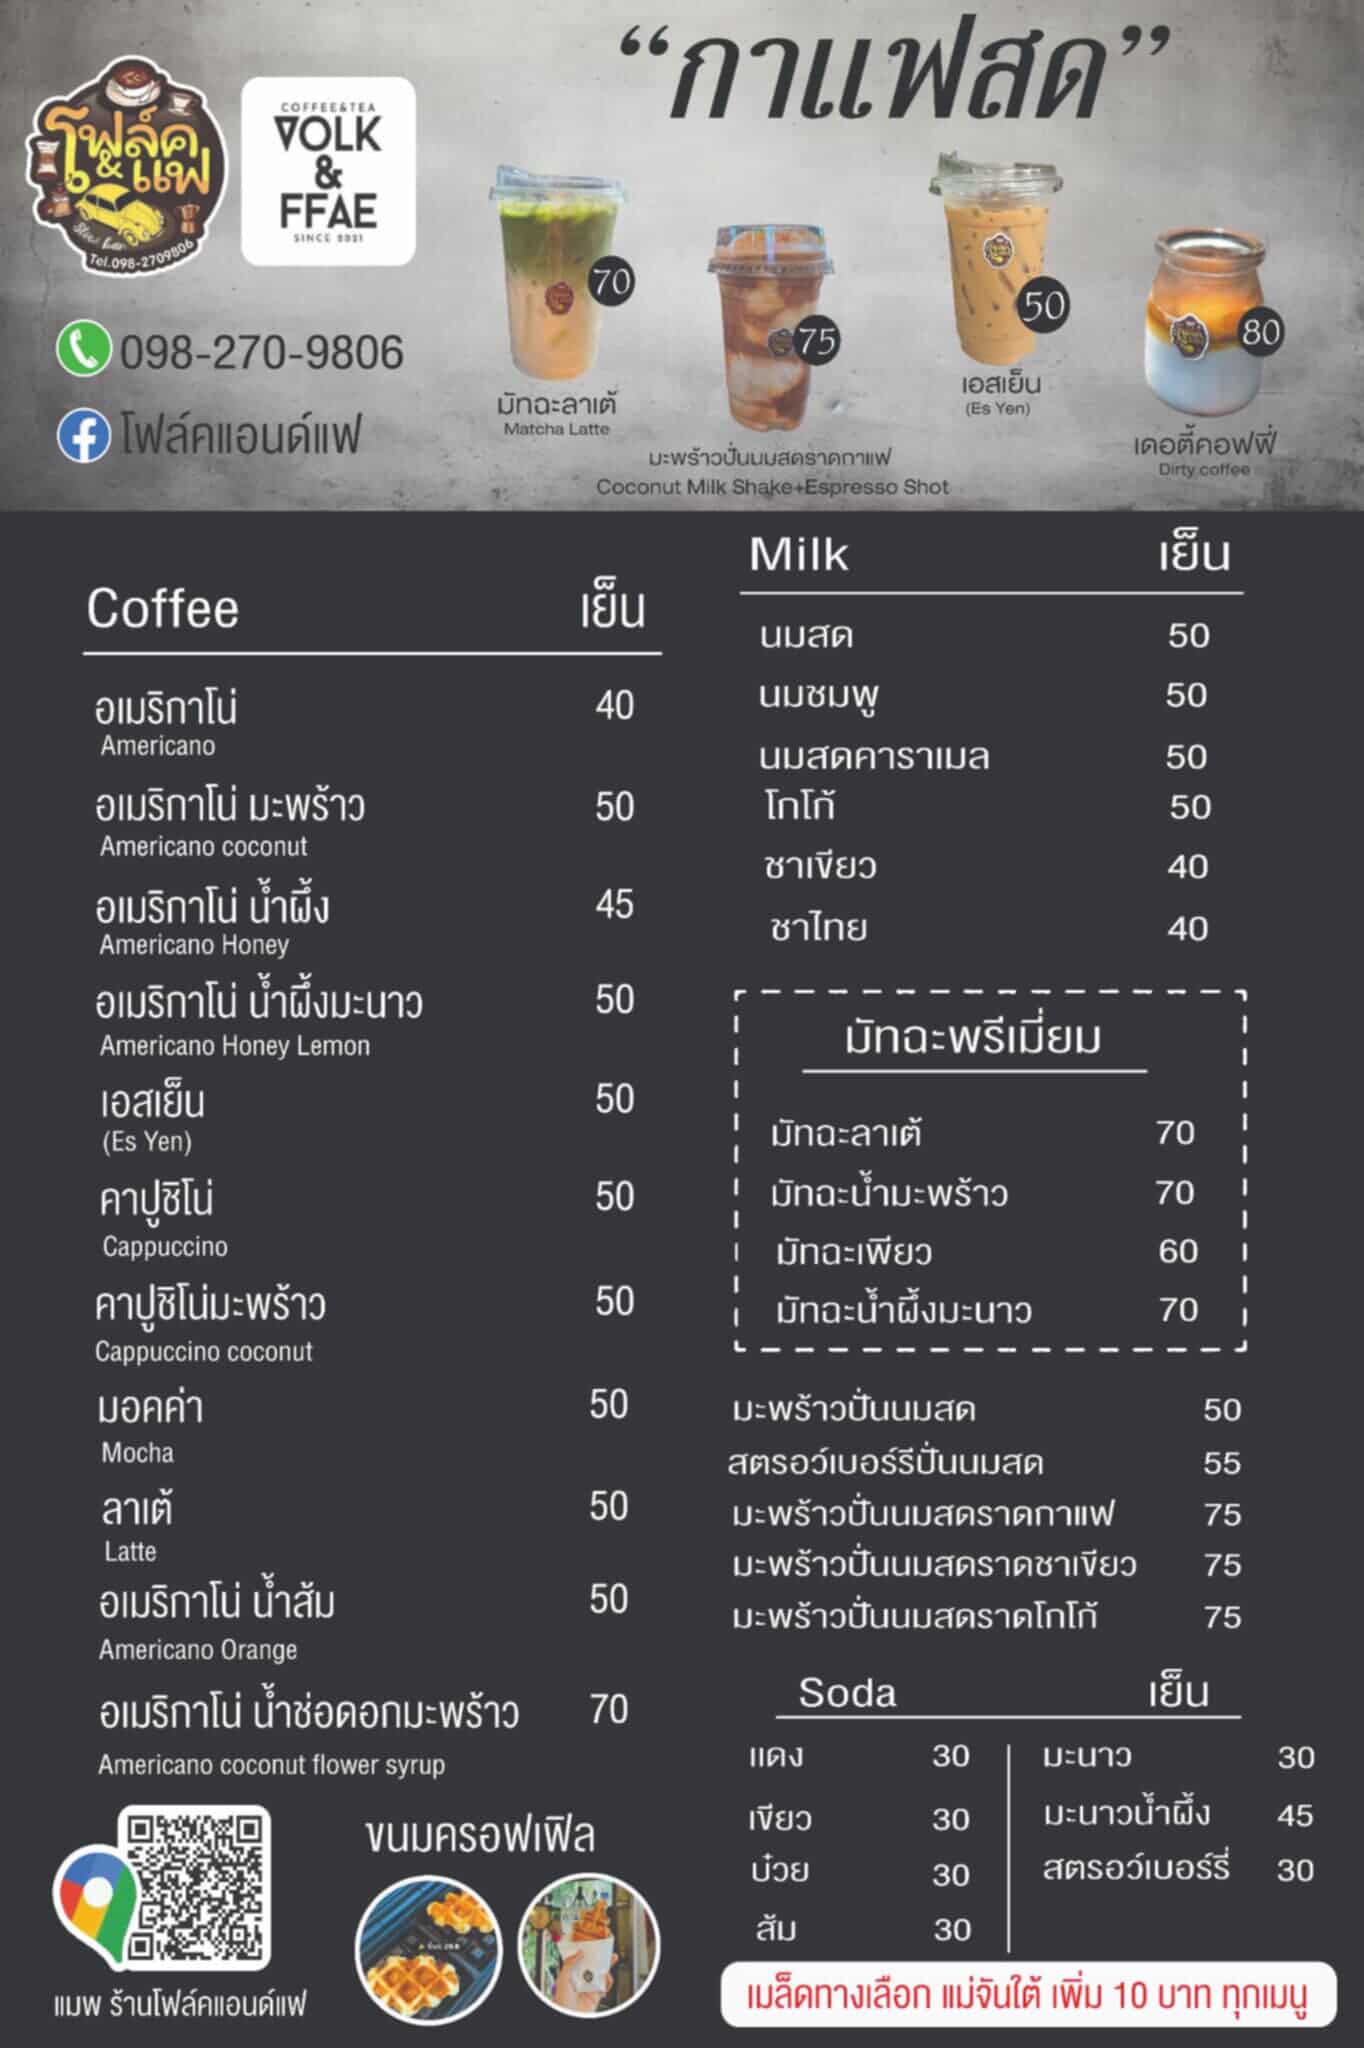 “กาแฟสด”
โฟล์ค
&แฟ
Slow bar
Tel.098-2709806
COFFEE&TEA
VOLK
&
FFAE
SINCE 2021
098-270-9806
โฟล์คแอนด์แฟ
70
มัทฉะลาเต้
Matcha Latte
75
มะพร้าวปั่นนมสดราดกาแฟ
Coconut Milk Shake+Espresso Shot
50
เอสเย็น
(Es Yen)
80
เดอตี้คอฟฟี่
Dirty coffee
Coffee เย็น
อเมริกาโน่ 40
Americano
อเมริกาโน่ มะพร้าว 50
Americano coconut
อเมริกาโน่ น้ำผึ้ง 45
Americano Honey
อเมริกาโน่ น้ำผึ้งมะนาว 50
Americano Honey Lemon
เอสเย็น 50
(Es Yen)
คาปูชิโน่ 50
Cappuccino
คาปูชิโน่มะพร้าว 50
Cappuccino coconut
มอคค่า 50
Mocha
ลาเต้ 50
Latte
อเมริกาโน่ น้ำส้ม 50
Americano Orange
อเมริกาโน่ น้ำช่อดอกมะพร้าว 70
Americano coconut flower syrup
แมพ ร้านโฟล์คแอนด์แฟ
ขนมครอฟเฟิล
Milk เย็น
นมสด 50
นมชมพู 50
นมสดคาราเมล 50
โกโก้ 50
ชาเขียว 40
ชาไทย 40
มัทฉะพรีเมี่ยม
มัทฉะลาเต้ 70
มัทฉะน้ำมะพร้าว 70
มัทฉะเพียว 60
มัทฉะน้ำผึ้งมะนาว 70
มะพร้าวปั่นนมสด 50
สตรอว์เบอร์รีปั่นนมสด 55
มะพร้าวปั่นนมสดราดกาแฟ 75
มะพร้าวปั่นนมสดราดชาเขียว 75
มะพร้าวปั่นนมสดราดโกโก้ 75
Soda เย็น
แดง 30
เขียว 30
บ๋วย 30
ส้ม 30
มะนาว 30
มะนาวน้ำผึ้ง 45
สตรอว์เบอร์รี่ 30
เมล็ดทางเลือก แม่จันใต้ เพิ่ม 10 บาท ทุกเมนู